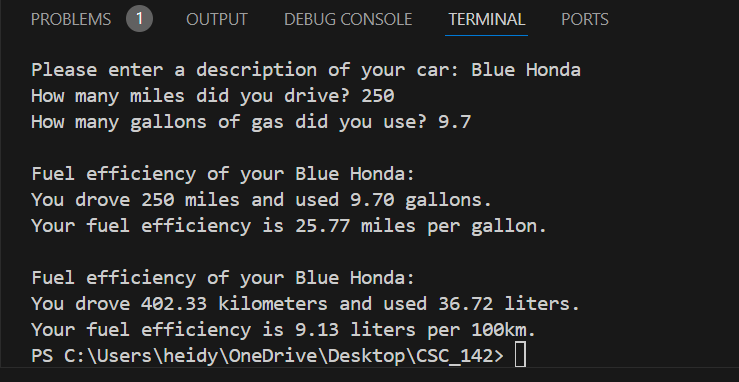 PROBLEMS 1 OUTPUT DEBUG CONSOLE TERMINAL PORTS
Please enter a description of your car: Blue Honda
How many miles did you drive? 250
How many gallons of gas did you use? 9.7
Fuel efficiency of your Blue Honda:
You drove 250 miles and used 9.70 gallons.
Your fuel efficiency is 25.77 miles per gallon.
Fuel efficiency of your Blue Honda:
You drove 402.33 kilometers and used 36.72 liters.
Your fuel efficiency is 9.13 liters per 100km.
PS C:\Users\heidy\OneDrive\Desktop\CSC_142>